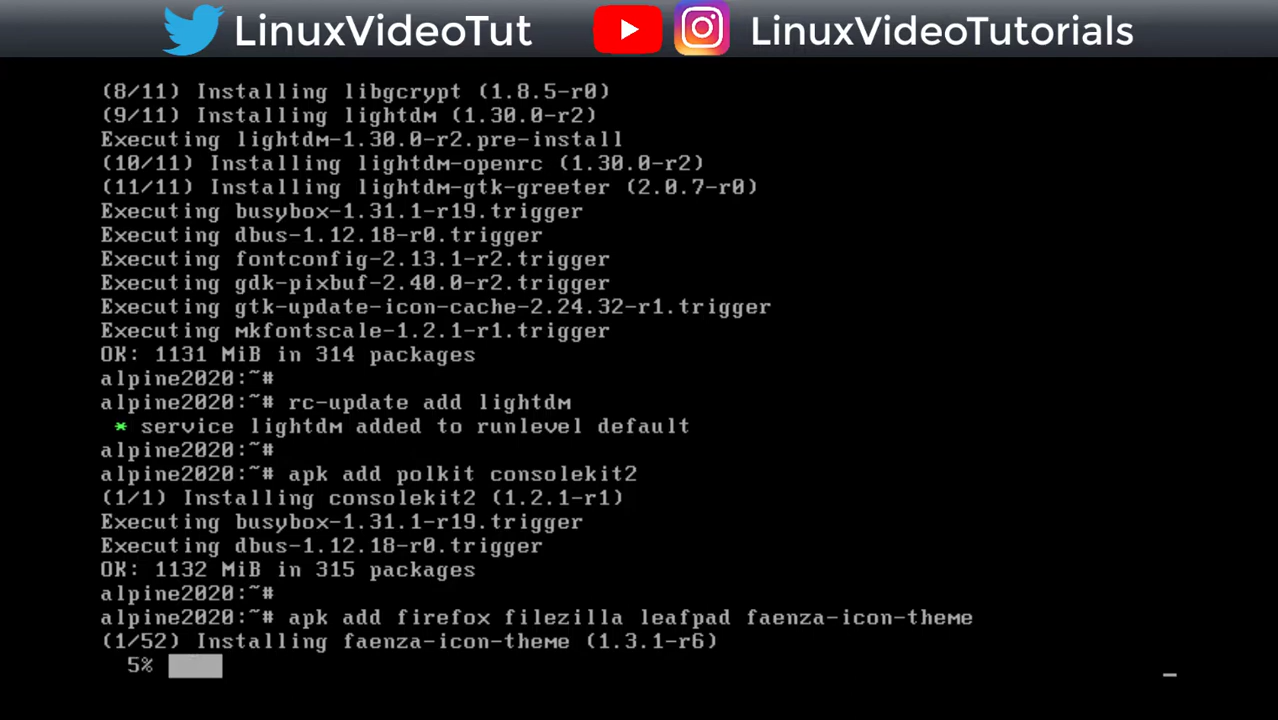 LinuxVideoTut LinuxVideoTutorials
(8/11) Installing libgcrypt (1.8.5-r0)
(9/11) Installing lightdm (1.30.0-r2)
Executing lightdm-1.30.0-r2.pre-install
(10/11) Installing lightdm-openrc (1.30.0-r2)
(11/11) Installing lightdm-gtk-greeter (2.0.7-r0)
Executing busybox-1.31.1-r19.trigger
Executing dbus-1.12.18-r0.trigger
Executing fontconfig-2.13.1-r2.trigger
Executing gdk-pixbuf-2.40.0-r2.trigger
Executing gtk-update-icon-cache-2.24.32-r1.trigger
Executing mkfontscale-1.2.1-r1.trigger
OK: 1131 MiB in 314 packages
alpine2020:~#
alpine2020:~# rc-update add lightdm
* service lightdm added to runlevel default
alpine2020:~#
alpine2020:~# apk add polkit consolekit2
(1/1) Installing consolekit2 (1.2.1-r1)
Executing busybox-1.31.1-r19.trigger
Executing dbus-1.12.18-r0.trigger
OK: 1132 MiB in 315 packages
alpine2020:~#
alpine2020:~# apk add firefox filezilla leafpad faenza-icon-theme
(1/52) Installing faenza-icon-theme (1.3.1-r6)
5%